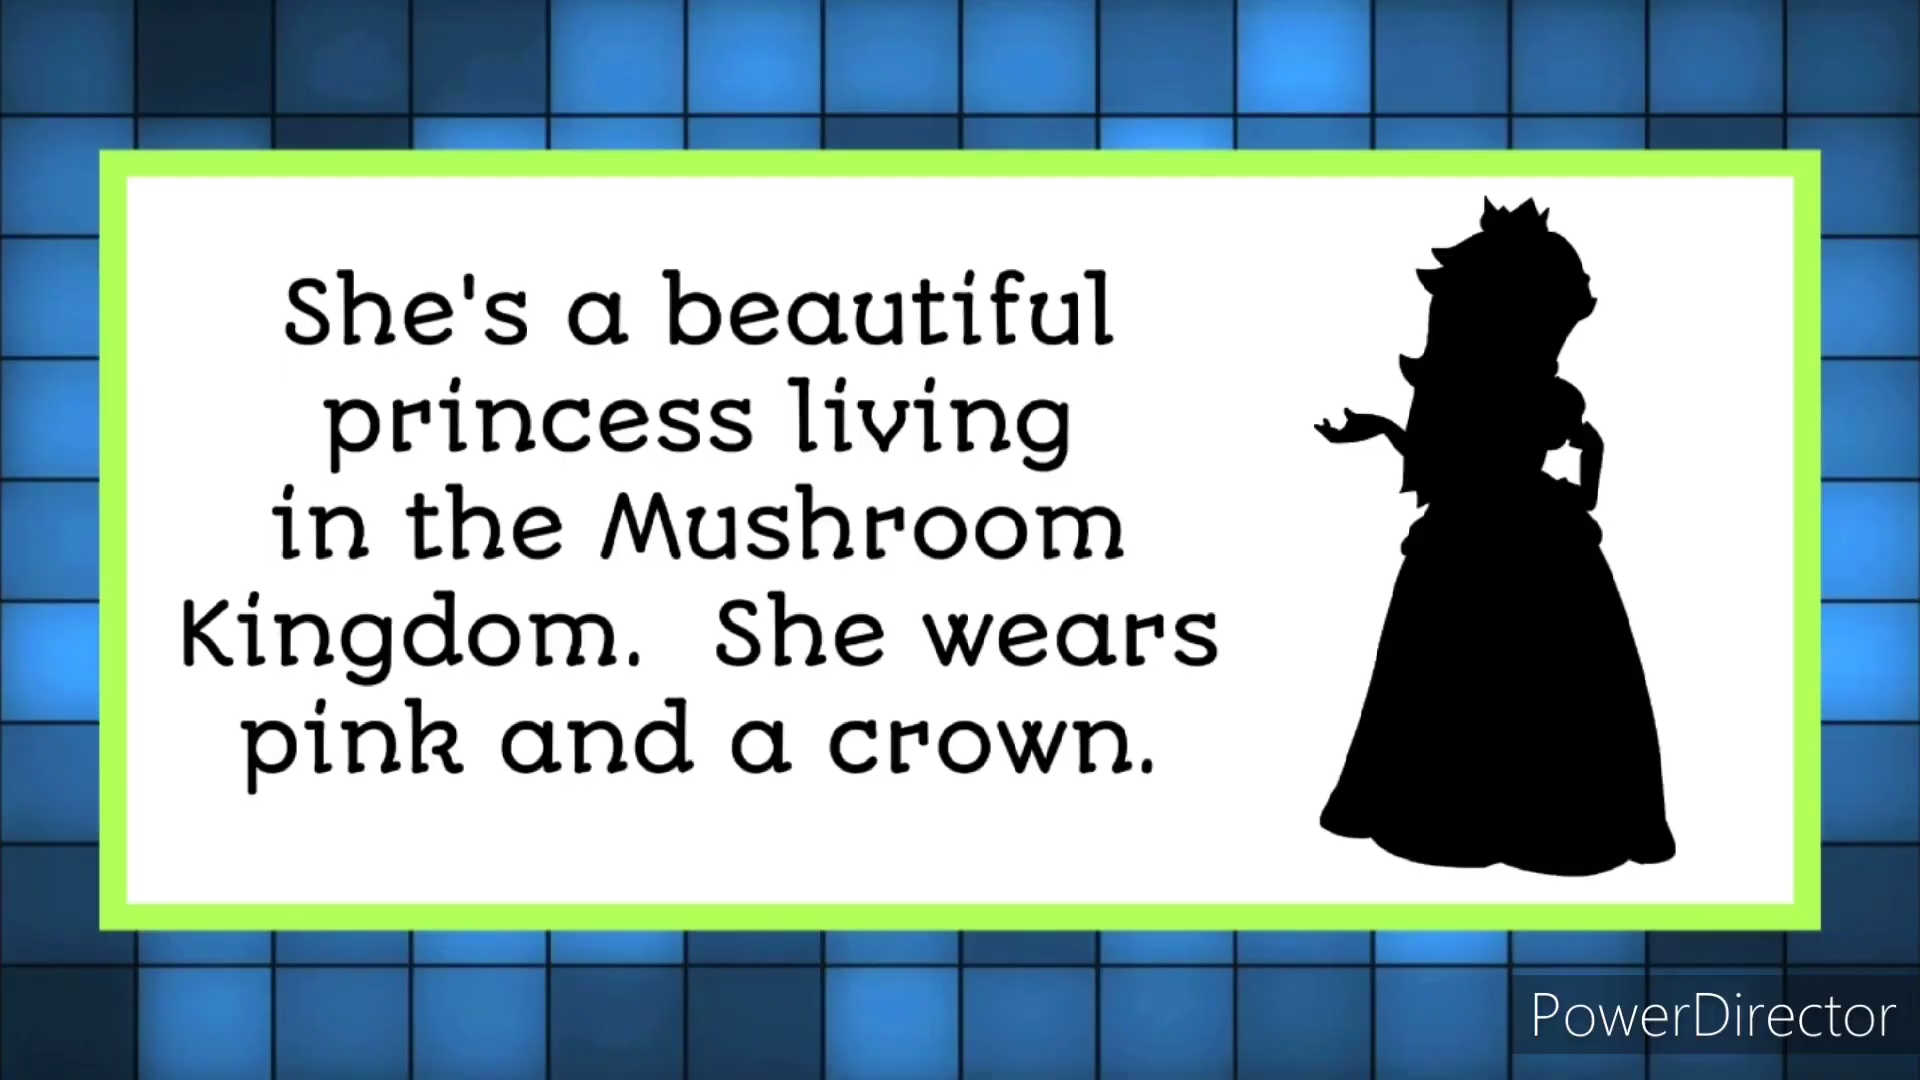 She's a beautiful
princess living
in the Mushroom
Kingdom.  She wears
pink and a crown.
PowerDirector